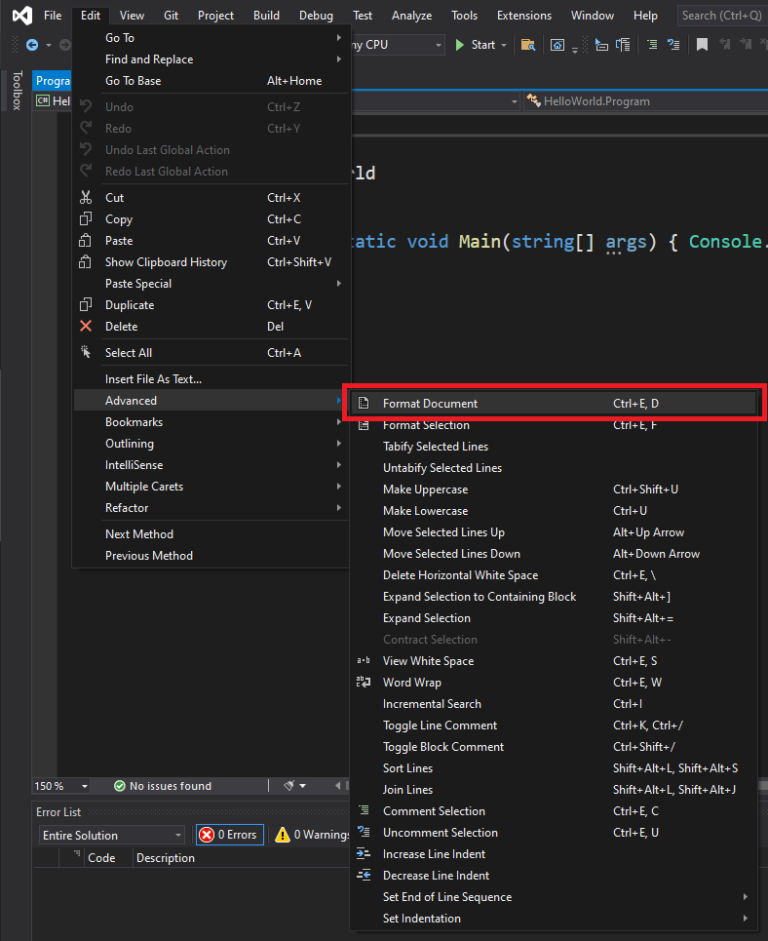 File Edit View Git Project Build Debug Test Analyze Tools Extensions Window Help Search (Ctrl+Q)
CPU Start
Toolbox
Progra
C# Hel
HelloWorld.Program
Go To
Find and Replace
Go To Base Alt+Home
Undo Ctrl+Z
Redo Ctrl+Y
Undo Last Global Action
Redo Last Global Action
Cut Ctrl+X
Copy Ctrl+C
Paste Ctrl+V
Show Clipboard History Ctrl+Shift+V
Paste Special
Duplicate Ctrl+E, V
Delete Del
Select All Ctrl+A
Insert File As Text...
Advanced
Bookmarks
Outlining
IntelliSense
Multiple Carets
Refactor
Next Method
Previous Method
rld
tatic void Main(string[] args) { Console.
Format Document Ctrl+E, D
Format Selection Ctrl+E, F
Tabify Selected Lines
Untabify Selected Lines
Make Uppercase Ctrl+Shift+U
Make Lowercase Ctrl+U
Move Selected Lines Up Alt+Up Arrow
Move Selected Lines Down Alt+Down Arrow
Delete Horizontal White Space Ctrl+E, \
Expand Selection to Containing Block Shift+Alt+]
Expand Selection Shift+Alt+=
Contract Selection Shift+Alt+-
View White Space Ctrl+E, S
Word Wrap Ctrl+E, W
Incremental Search Ctrl+I
Toggle Line Comment Ctrl+K, Ctrl+/
Toggle Block Comment Ctrl+Shift+/
Sort Lines Shift+Alt+L, Shift+Alt+S
Join Lines Shift+Alt+L, Shift+Alt+J
Comment Selection Ctrl+E, C
Uncomment Selection Ctrl+E, U
Increase Line Indent
Decrease Line Indent
Set End of Line Sequence
Set Indentation
150 % No issues found
Error List
Entire Solution 0 Errors 0 Warnings
Code Description